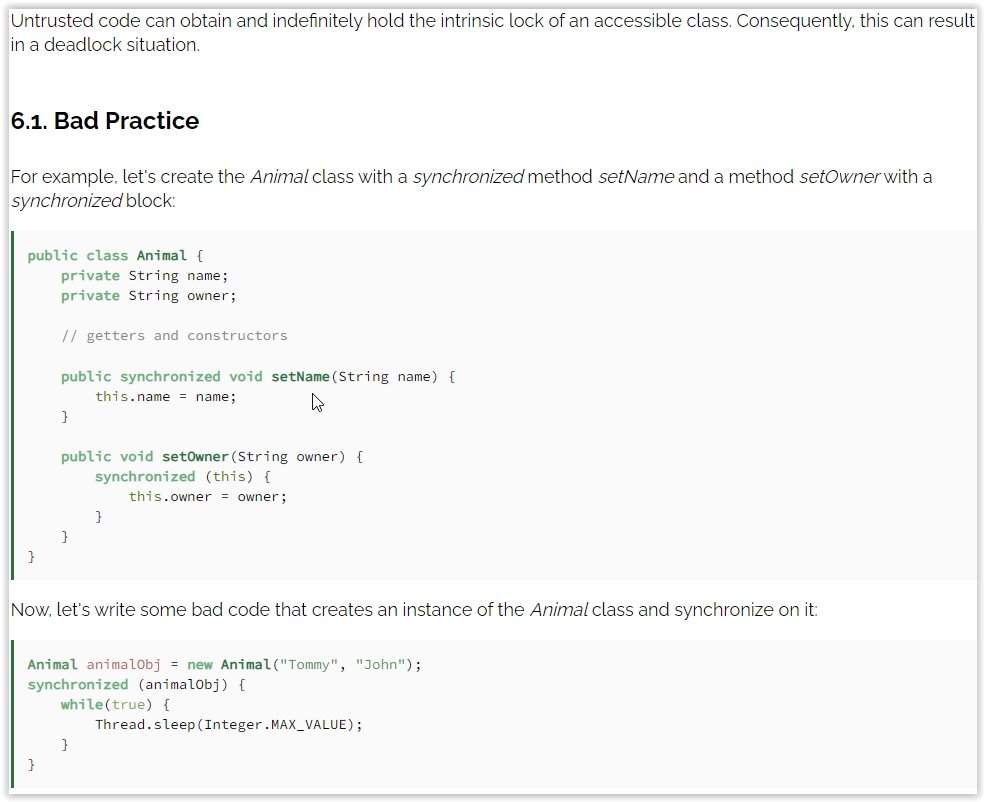 Untrusted code can obtain and indefinitely hold the intrinsic lock of an accessible class. Consequently, this can result
in a deadlock situation.
6.1. Bad Practice
For example, let's create the Animal class with a synchronized method setName and a method setOwner with a
synchronized block:
public class Animal {
    private String name;
    private String owner;
    // getters and constructors
    public synchronized void setName(String name) {
        this.name = name;
    }
    public void setOwner(String owner) {
        synchronized (this) {
            this.owner = owner;
        }
    }
}
Now, let's write some bad code that creates an instance of the Animal class and synchronize on it:
Animal animalObj = new Animal("Tommy", "John");
synchronized (animalObj) {
    while(true) {
        Thread.sleep(Integer.MAX_VALUE);
    }
}